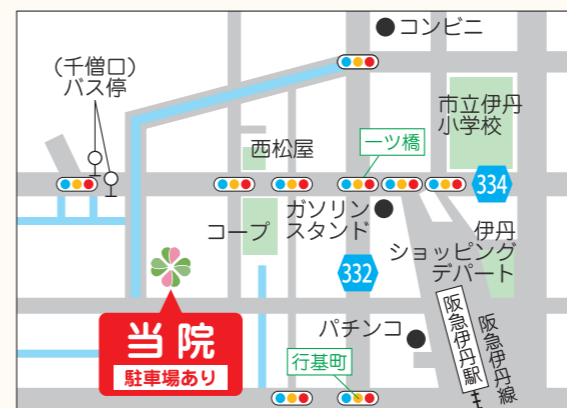 コンビニ
（千僧口）
バス停
市立伊丹
小学校
一ツ橋
西松屋
334
ガソリン
スタンド
コープ
伊丹
ショッピング
デパート
332
当院
駐車場あり
パチンコ
阪急伊丹駅
阪急伊丹線
行基町